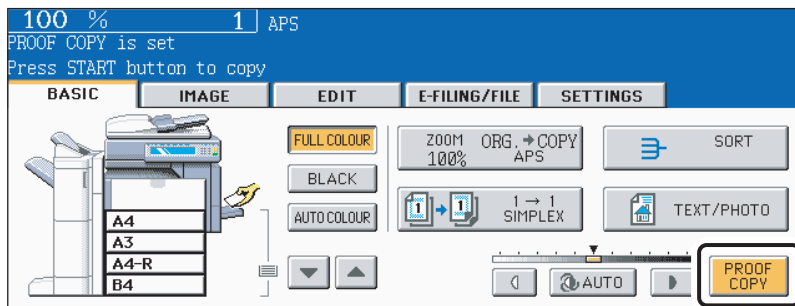 100 % 1 APS
PROOF COPY is set
Press START button to copy
BASIC IMAGE EDIT E-FILING/FILE SETTINGS
FULL COLOUR
BLACK
AUTO COLOUR
ZOOM ORG.→COPY
100% APS
SORT
1→1 1→1
SIMPLEX
TEXT/PHOTO
A4
A3
A4-R
B4
AUTO
PROOF
COPY